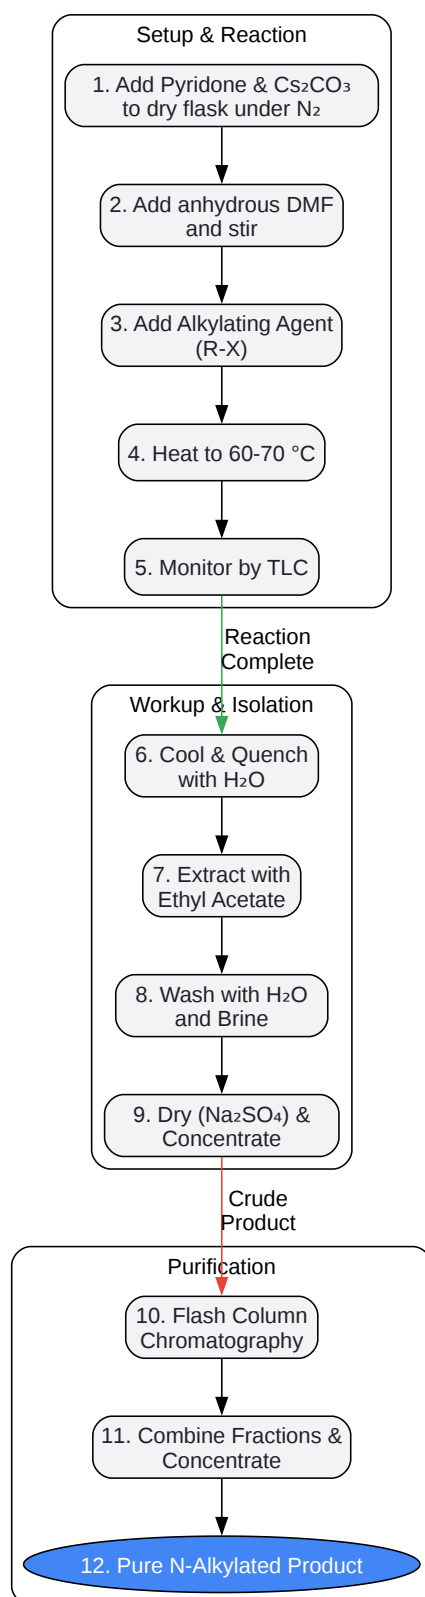 Setup & Reaction
1. Add Pyridone & Cs₂CO₃
to dry flask under N₂
2. Add anhydrous DMF
and stir
3. Add Alkylating Agent
(R-X)
4. Heat to 60-70 °C
5. Monitor by TLC
Reaction
Complete
Workup & Isolation
6. Cool & Quench
with H₂O
7. Extract with
Ethyl Acetate
8. Wash with H₂O
and Brine
9. Dry (Na₂SO₄) &
Concentrate
Crude
Product
Purification
10. Flash Column
Chromatography
11. Combine Fractions &
Concentrate
12. Pure N-Alkylated Product